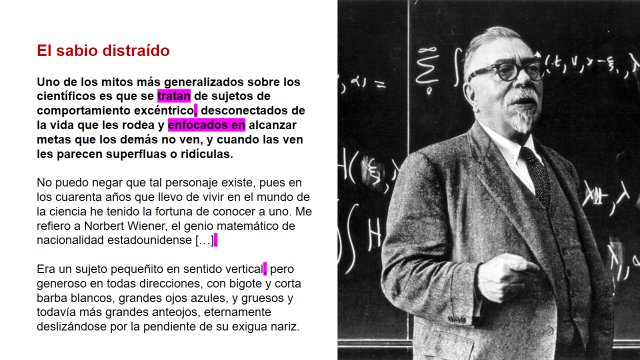 El sabio distraído
Uno de los mitos más generalizados sobre los
científicos es que se tratan de sujetos de
comportamiento excéntrico, desconectados de
la vida que les rodea y enfocados en alcanzar
metas que los demás no ven, y cuando las ven
les parecen superfluas o ridículas.
No puedo negar que tal personaje existe, pues en
los cuarenta años que llevo de vivir en el mundo de
la ciencia he tenido la fortuna de conocer a uno. Me
refiero a Norbert Wiener, el genio matemático de
nacionalidad estadounidense […].
Era un sujeto pequeñito en sentido vertical, pero
generoso en todas direcciones, con bigote y corta
barba blancos, grandes ojos azules, y gruesos y
todavía más grandes anteojos, eternamente
deslizándose por la pendiente de su exigua nariz.